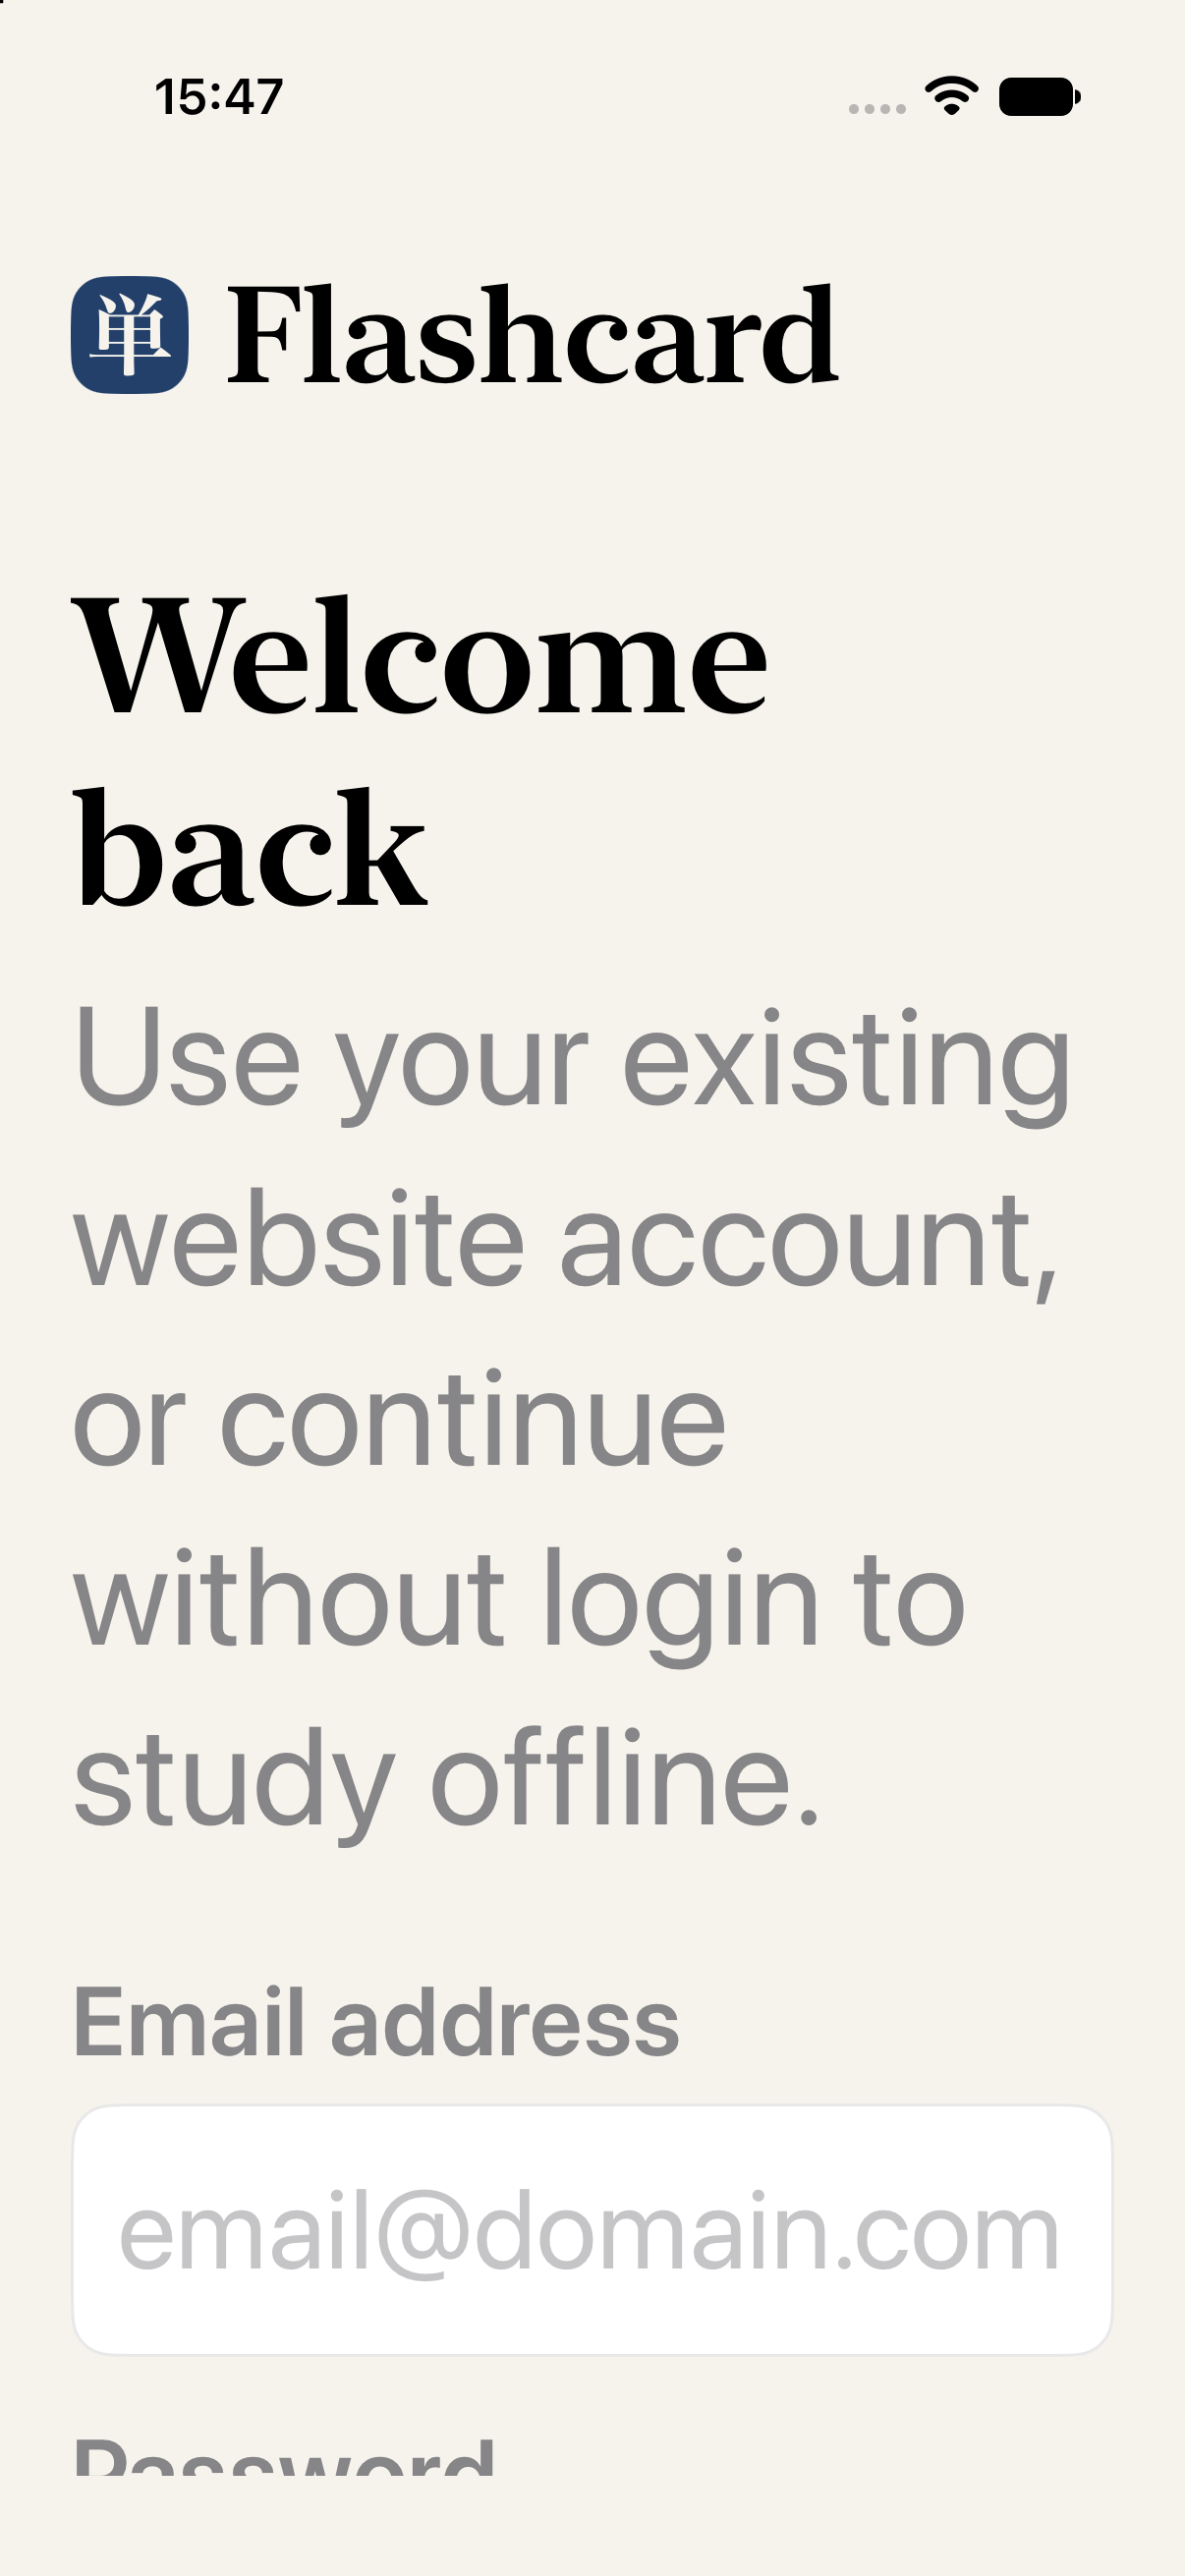 15:47
単 Flashcard
Welcome
back
Use your existing
website account,
or continue
without login to
study offline.
Email address
email@domain.com
Password